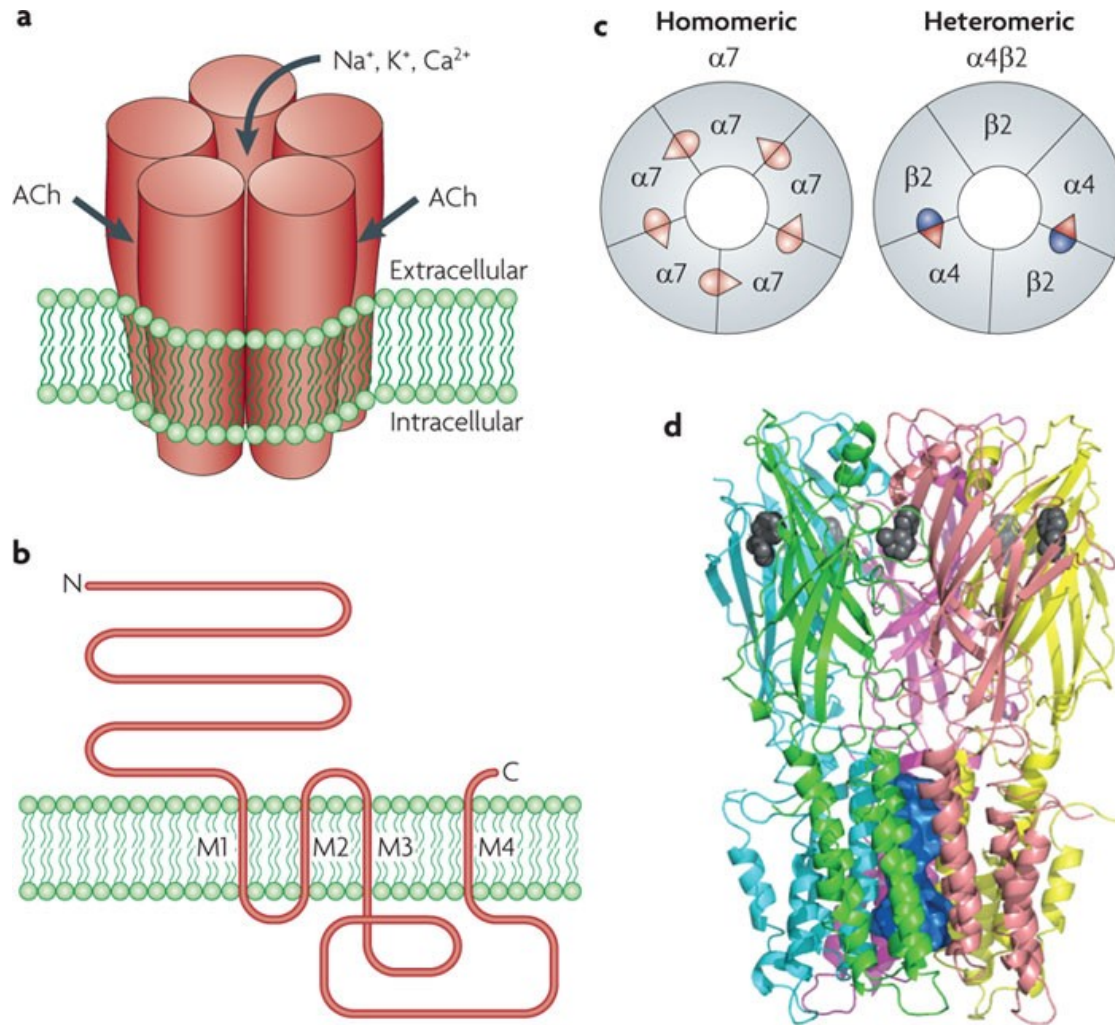 a
Na⁺, K⁺, Ca²⁺
ACh
ACh
Extracellular
Intracellular
b
N
C
M1 M2 M3 M4
c
Homomeric
α7
α7
α7
α7
α7
α7
Heteromeric
α4β2
β2
β2
α4
α4
β2
d